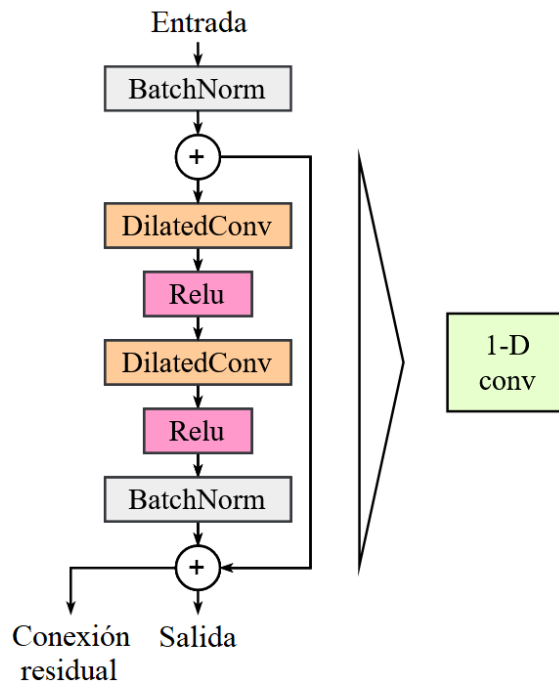 Entrada
BatchNorm
+
DilatedConv
Relu
DilatedConv
Relu
BatchNorm
+
Conexión
residual
Salida
1-D
conv